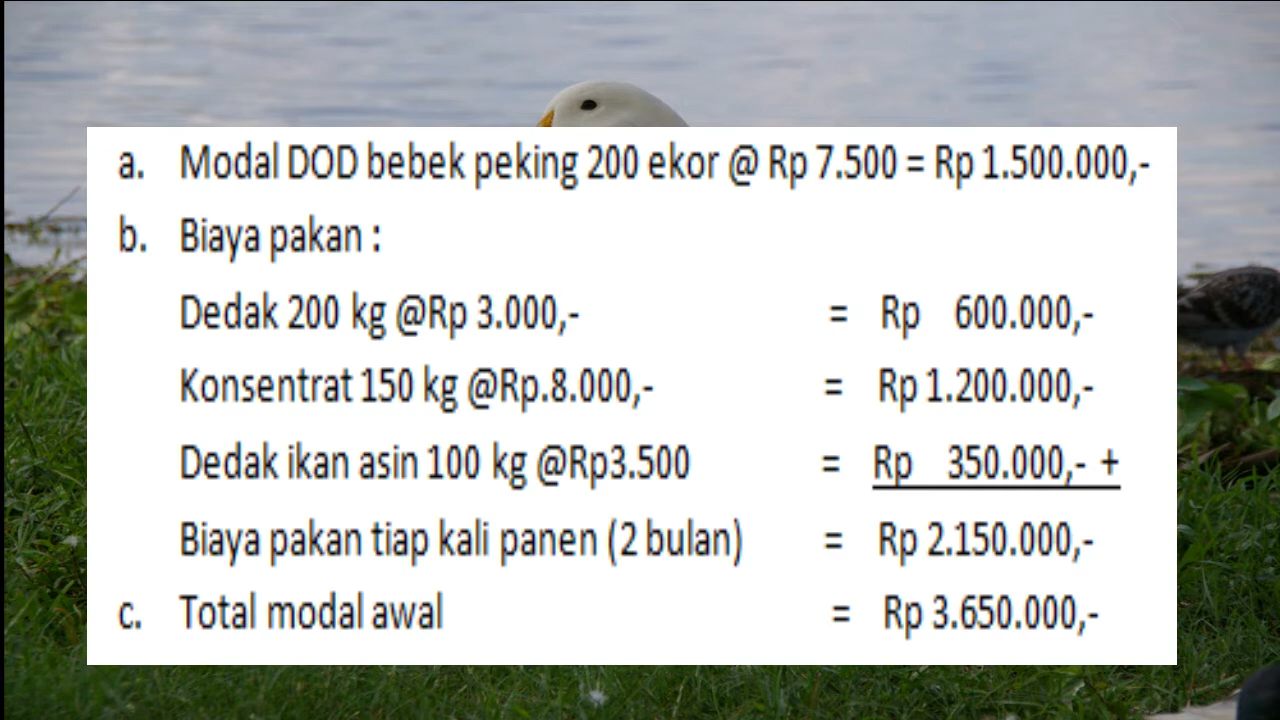 a. Modal DOD bebek peking 200 ekor @ Rp 7.500 = Rp 1.500.000,-
b. Biaya pakan :
Dedak 200 kg @Rp 3.000,- = Rp 600.000,-
Konsentrat 150 kg @Rp.8.000,- = Rp 1.200.000,-
Dedak ikan asin 100 kg @Rp3.500 = Rp 350.000,- +
Biaya pakan tiap kali panen (2 bulan) = Rp 2.150.000,-
c. Total modal awal = Rp 3.650.000,-